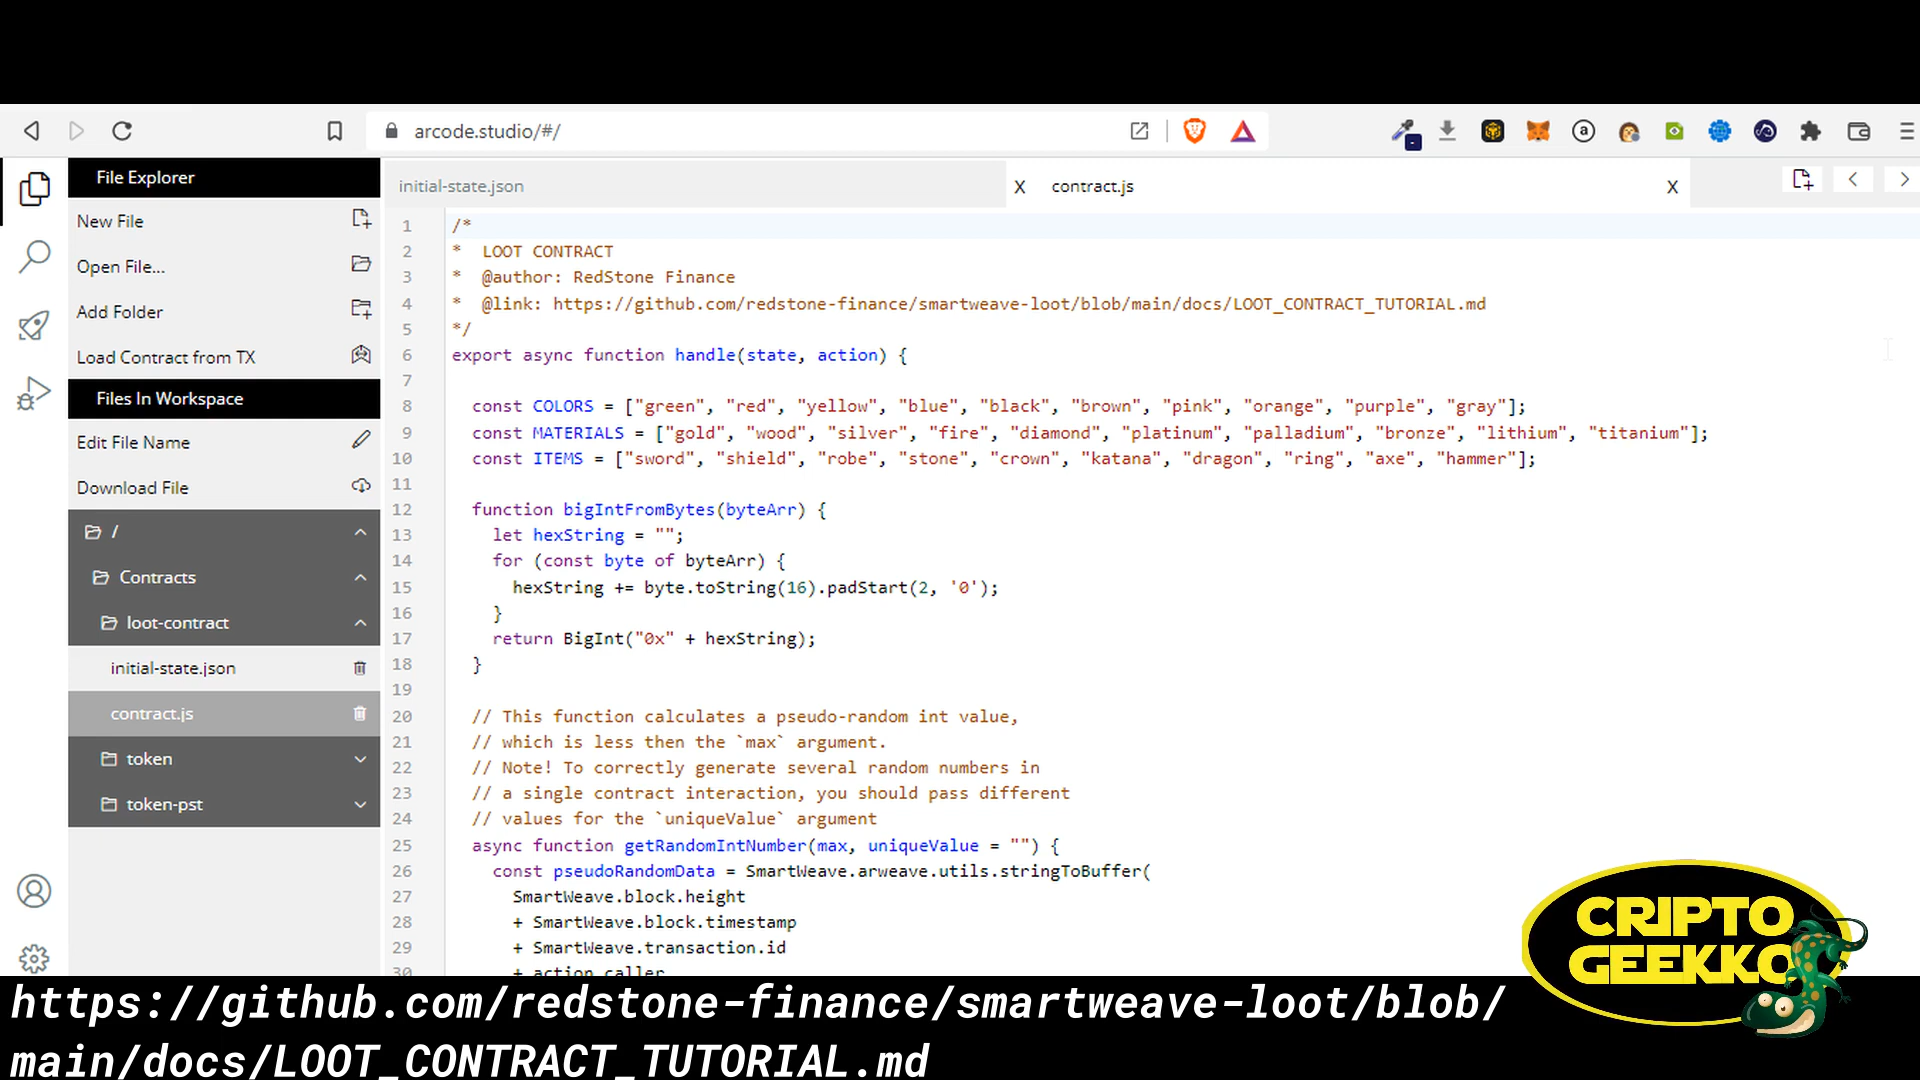 arcode.studio/#/
File Explorer
New File
Open File...
Add Folder
Load Contract from TX
Files In Workspace
Edit File Name
Download File
/
Contracts
loot-contract
initial-state.json
contract.js
token
token-pst
initial-state.json X contract.js X
1 /*
2 * LOOT CONTRACT
3 * @author: RedStone Finance
4 * @link: https://github.com/redstone-finance/smartweave-loot/blob/main/docs/LOOT_CONTRACT_TUTORIAL.md
5 */
6 export async function handle(state, action) {
7
8 const COLORS = ["green", "red", "yellow", "blue", "black", "brown", "pink", "orange", "purple", "gray"];
9 const MATERIALS = ["gold", "wood", "silver", "fire", "diamond", "platinum", "palladium", "bronze", "lithium", "titanium"];
10 const ITEMS = ["sword", "shield", "robe", "stone", "crown", "katana", "dragon", "ring", "axe", "hammer"];
11
12 function bigIntFromBytes(byteArr) {
13 let hexString = "";
14 for (const byte of byteArr) {
15 hexString += byte.toString(16).padStart(2, '0');
16 }
17 return BigInt("0x" + hexString);
18 }
19
20 // This function calculates a pseudo-random int value,
21 // which is less then the `max` argument.
22 // Note! To correctly generate several random numbers in
23 // a single contract interaction, you should pass different
24 // values for the `uniqueValue` argument
25 async function getRandomIntNumber(max, uniqueValue = "") {
26 const pseudoRandomData = SmartWeave.arweave.utils.stringToBuffer(
27 SmartWeave.block.height
28 + SmartWeave.block.timestamp
29 + SmartWeave.transaction.id
30 + action.caller
CRIPTO
GEEKKO
https://github.com/redstone-finance/smartweave-loot/blob/
main/docs/LOOT_CONTRACT_TUTORIAL.md